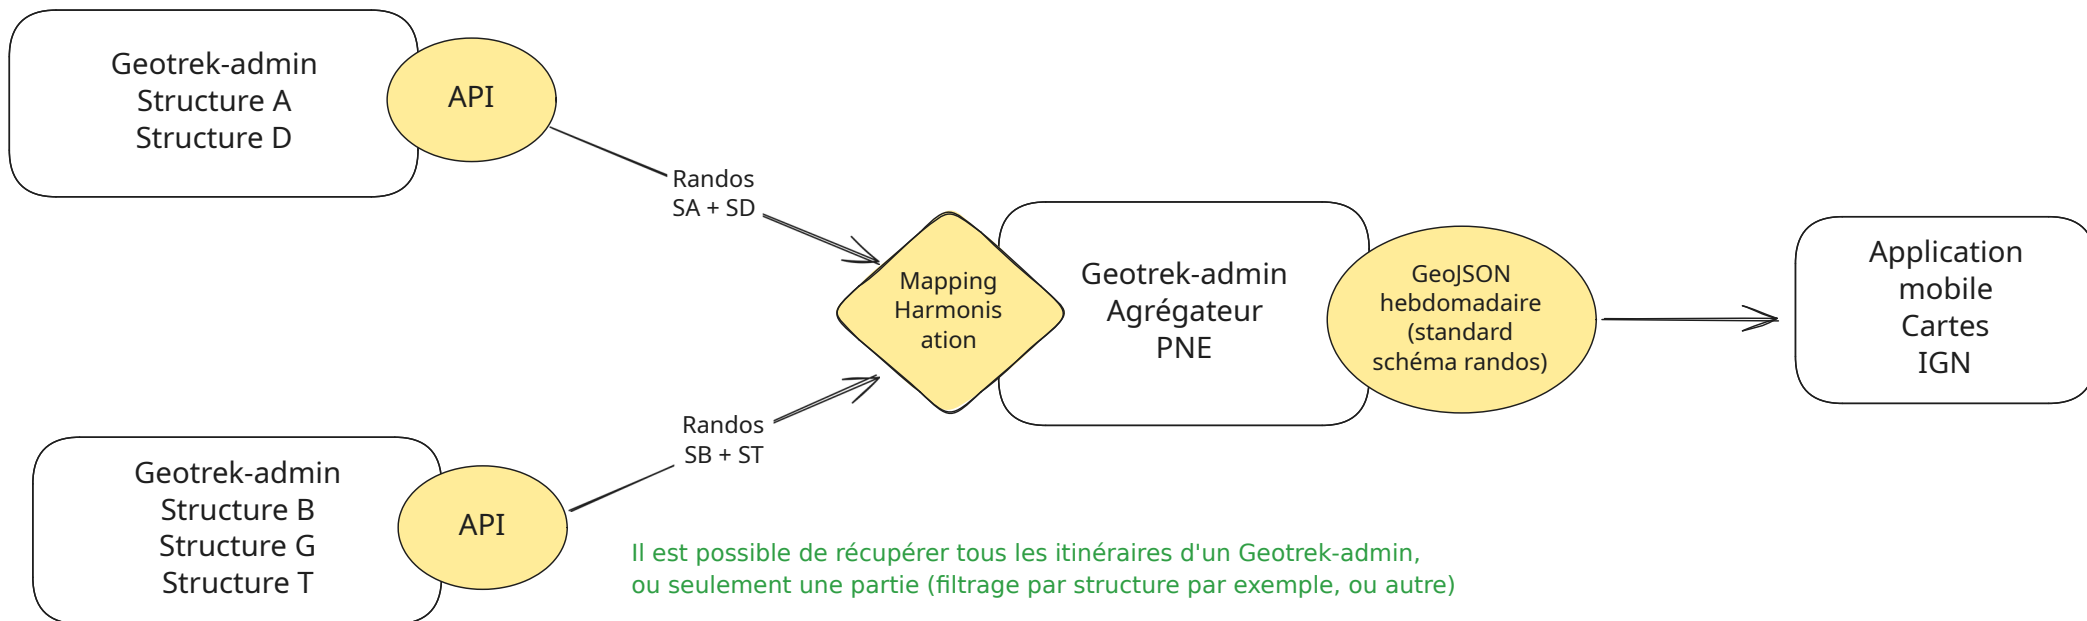 Geotrek-admin
Structure A
Structure D
API
Randos
SA + SD
Mapping
Harmonis
ation
Geotrek-admin
Agrégateur
PNE
GeoJSON
hebdomadaire
(standard
schéma randos)
Application
mobile
Cartes
IGN
Randos
SB + ST
Geotrek-admin
Structure B
Structure G
Structure T
API
Il est possible de récupérer tous les itinéraires d'un Geotrek-admin,
ou seulement une partie (filtrage par structure par exemple, ou autre)